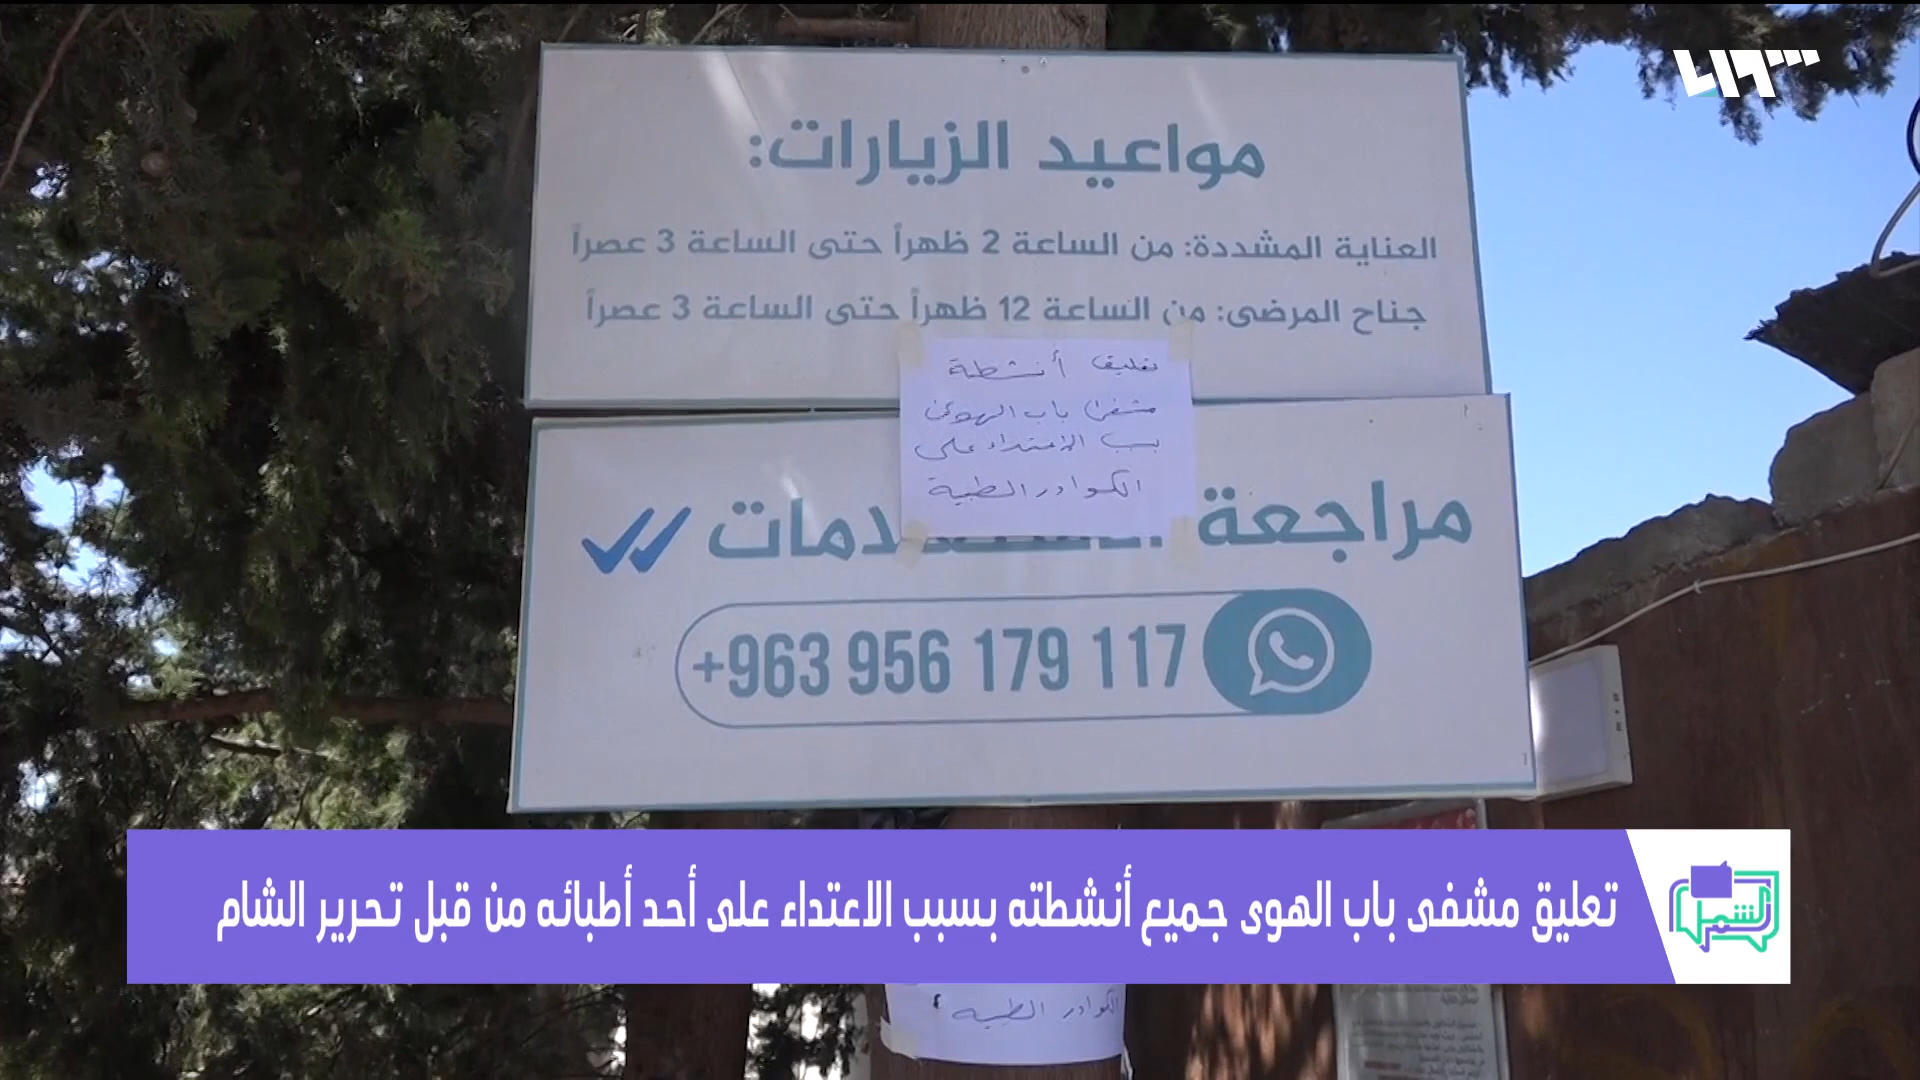 سوريا
مواعيد الزيارات:
العناية المشددة: من الساعة 2 ظهراً حتى الساعة 3 عصراً
جناح المرضى: من الساعة 12 ظهراً حتى الساعة 3 عصراً
تعليق أنشطة
مشفى باب الهوى
بسبب الاعتداء على
الكوادر الطبية
مراجعة
+963 956 179 117
تعليق مشفى باب الهوى جميع أنشطته بسبب الاعتداء على أحد أطبائه من قبل تحرير الشام
الكوادر الطبية